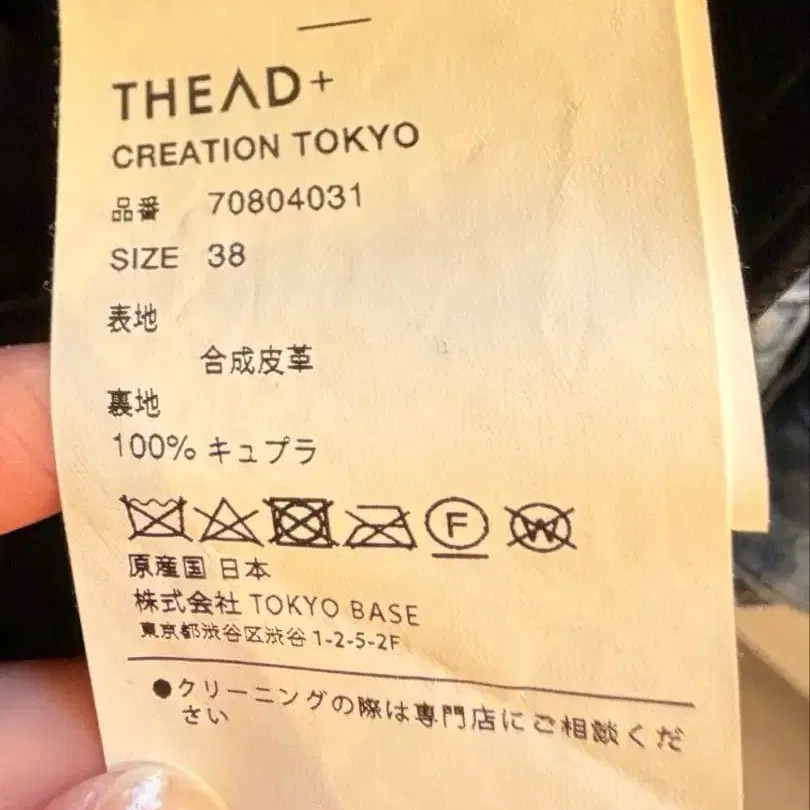 THEAD+
CREATION TOKYO
品番 70804031
SIZE 38
表地
合成皮革
裏地
100% キュプラ
F W
原産国 日本
株式会社 TOKYO BASE
東京都渋谷区渋谷 1-2-5-2F
●クリーニングの際は専門店にご相談くだ
さい